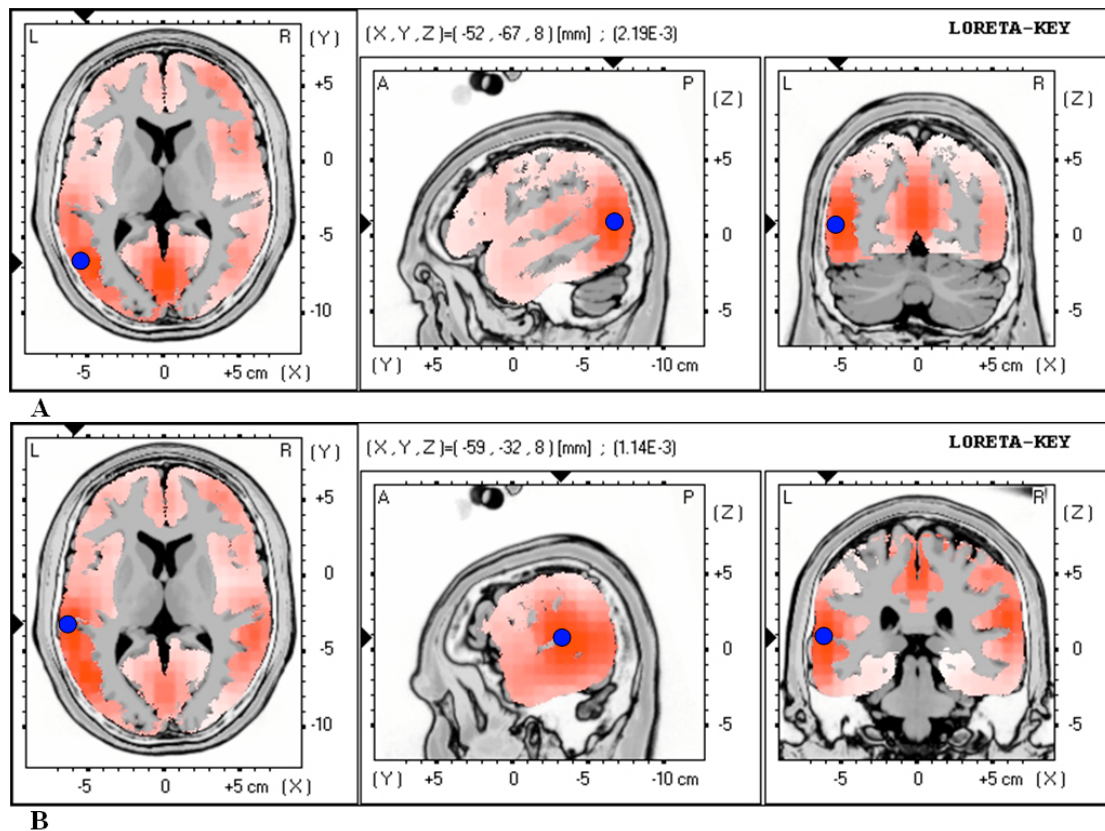 (X,Y,Z)=(-52,-67,8)[mm] ; (2.19E-3) LORETA-KEY
L R (Y)
+5
0
-5
-10
-5 0 +5 cm (X)
A P (Z)
+5
0
-5
(Y) +5 0 -5 -10 cm
L R (Z)
+5
0
-5
-5 0 +5 cm (X)
A
(X,Y,Z)=(-59,-32,8)[mm] ; (1.14E-3) LORETA-KEY
L R (Y)
+5
0
-5
-10
-5 0 +5 cm (X)
A P (Z)
+5
0
-5
(Y) +5 0 -5 -10 cm
L R (Z)
+5
0
-5
-5 0 +5 cm (X)
B